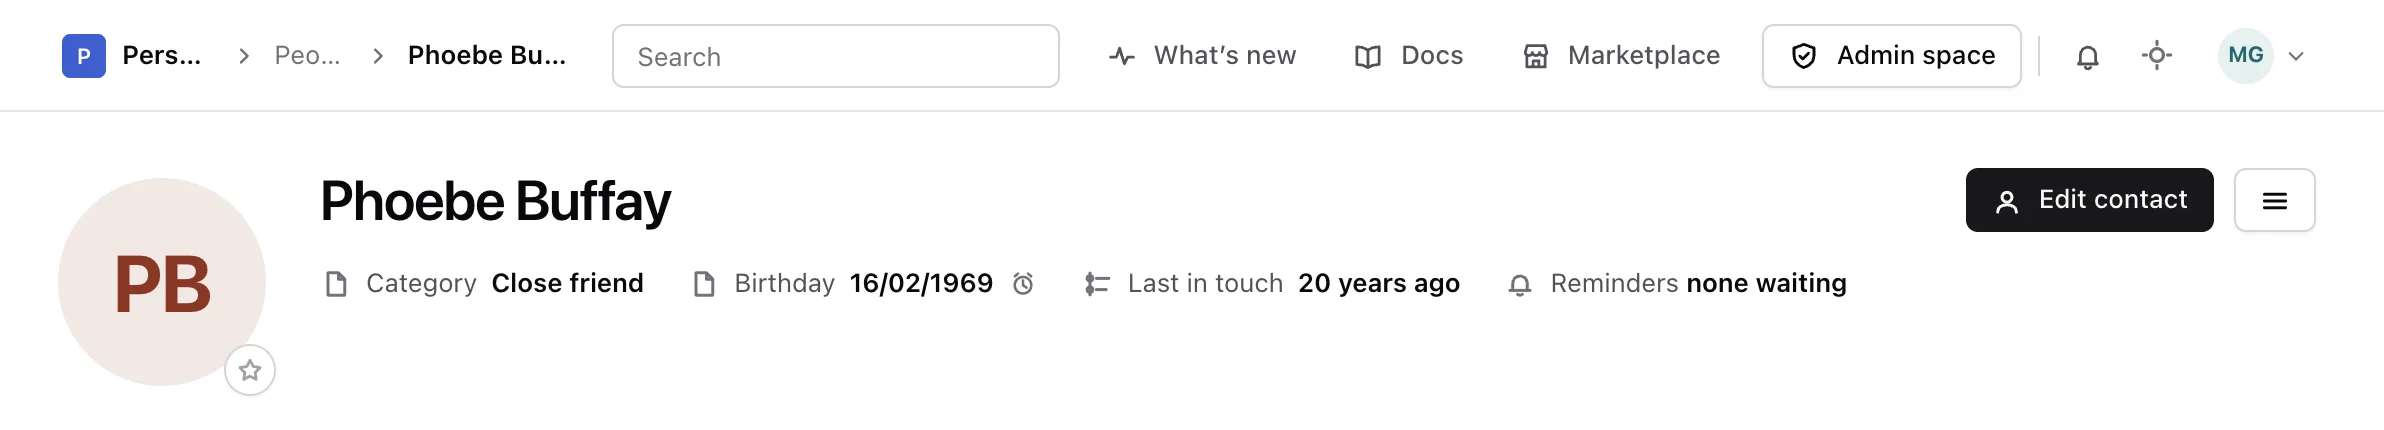 P Pers... > Peo... > Phoebe Bu... Search What’s new Docs Marketplace Admin space MG
Phoebe Buffay Edit contact
PB
Category Close friend Birthday 16/02/1969 Last in touch 20 years ago Reminders none waiting